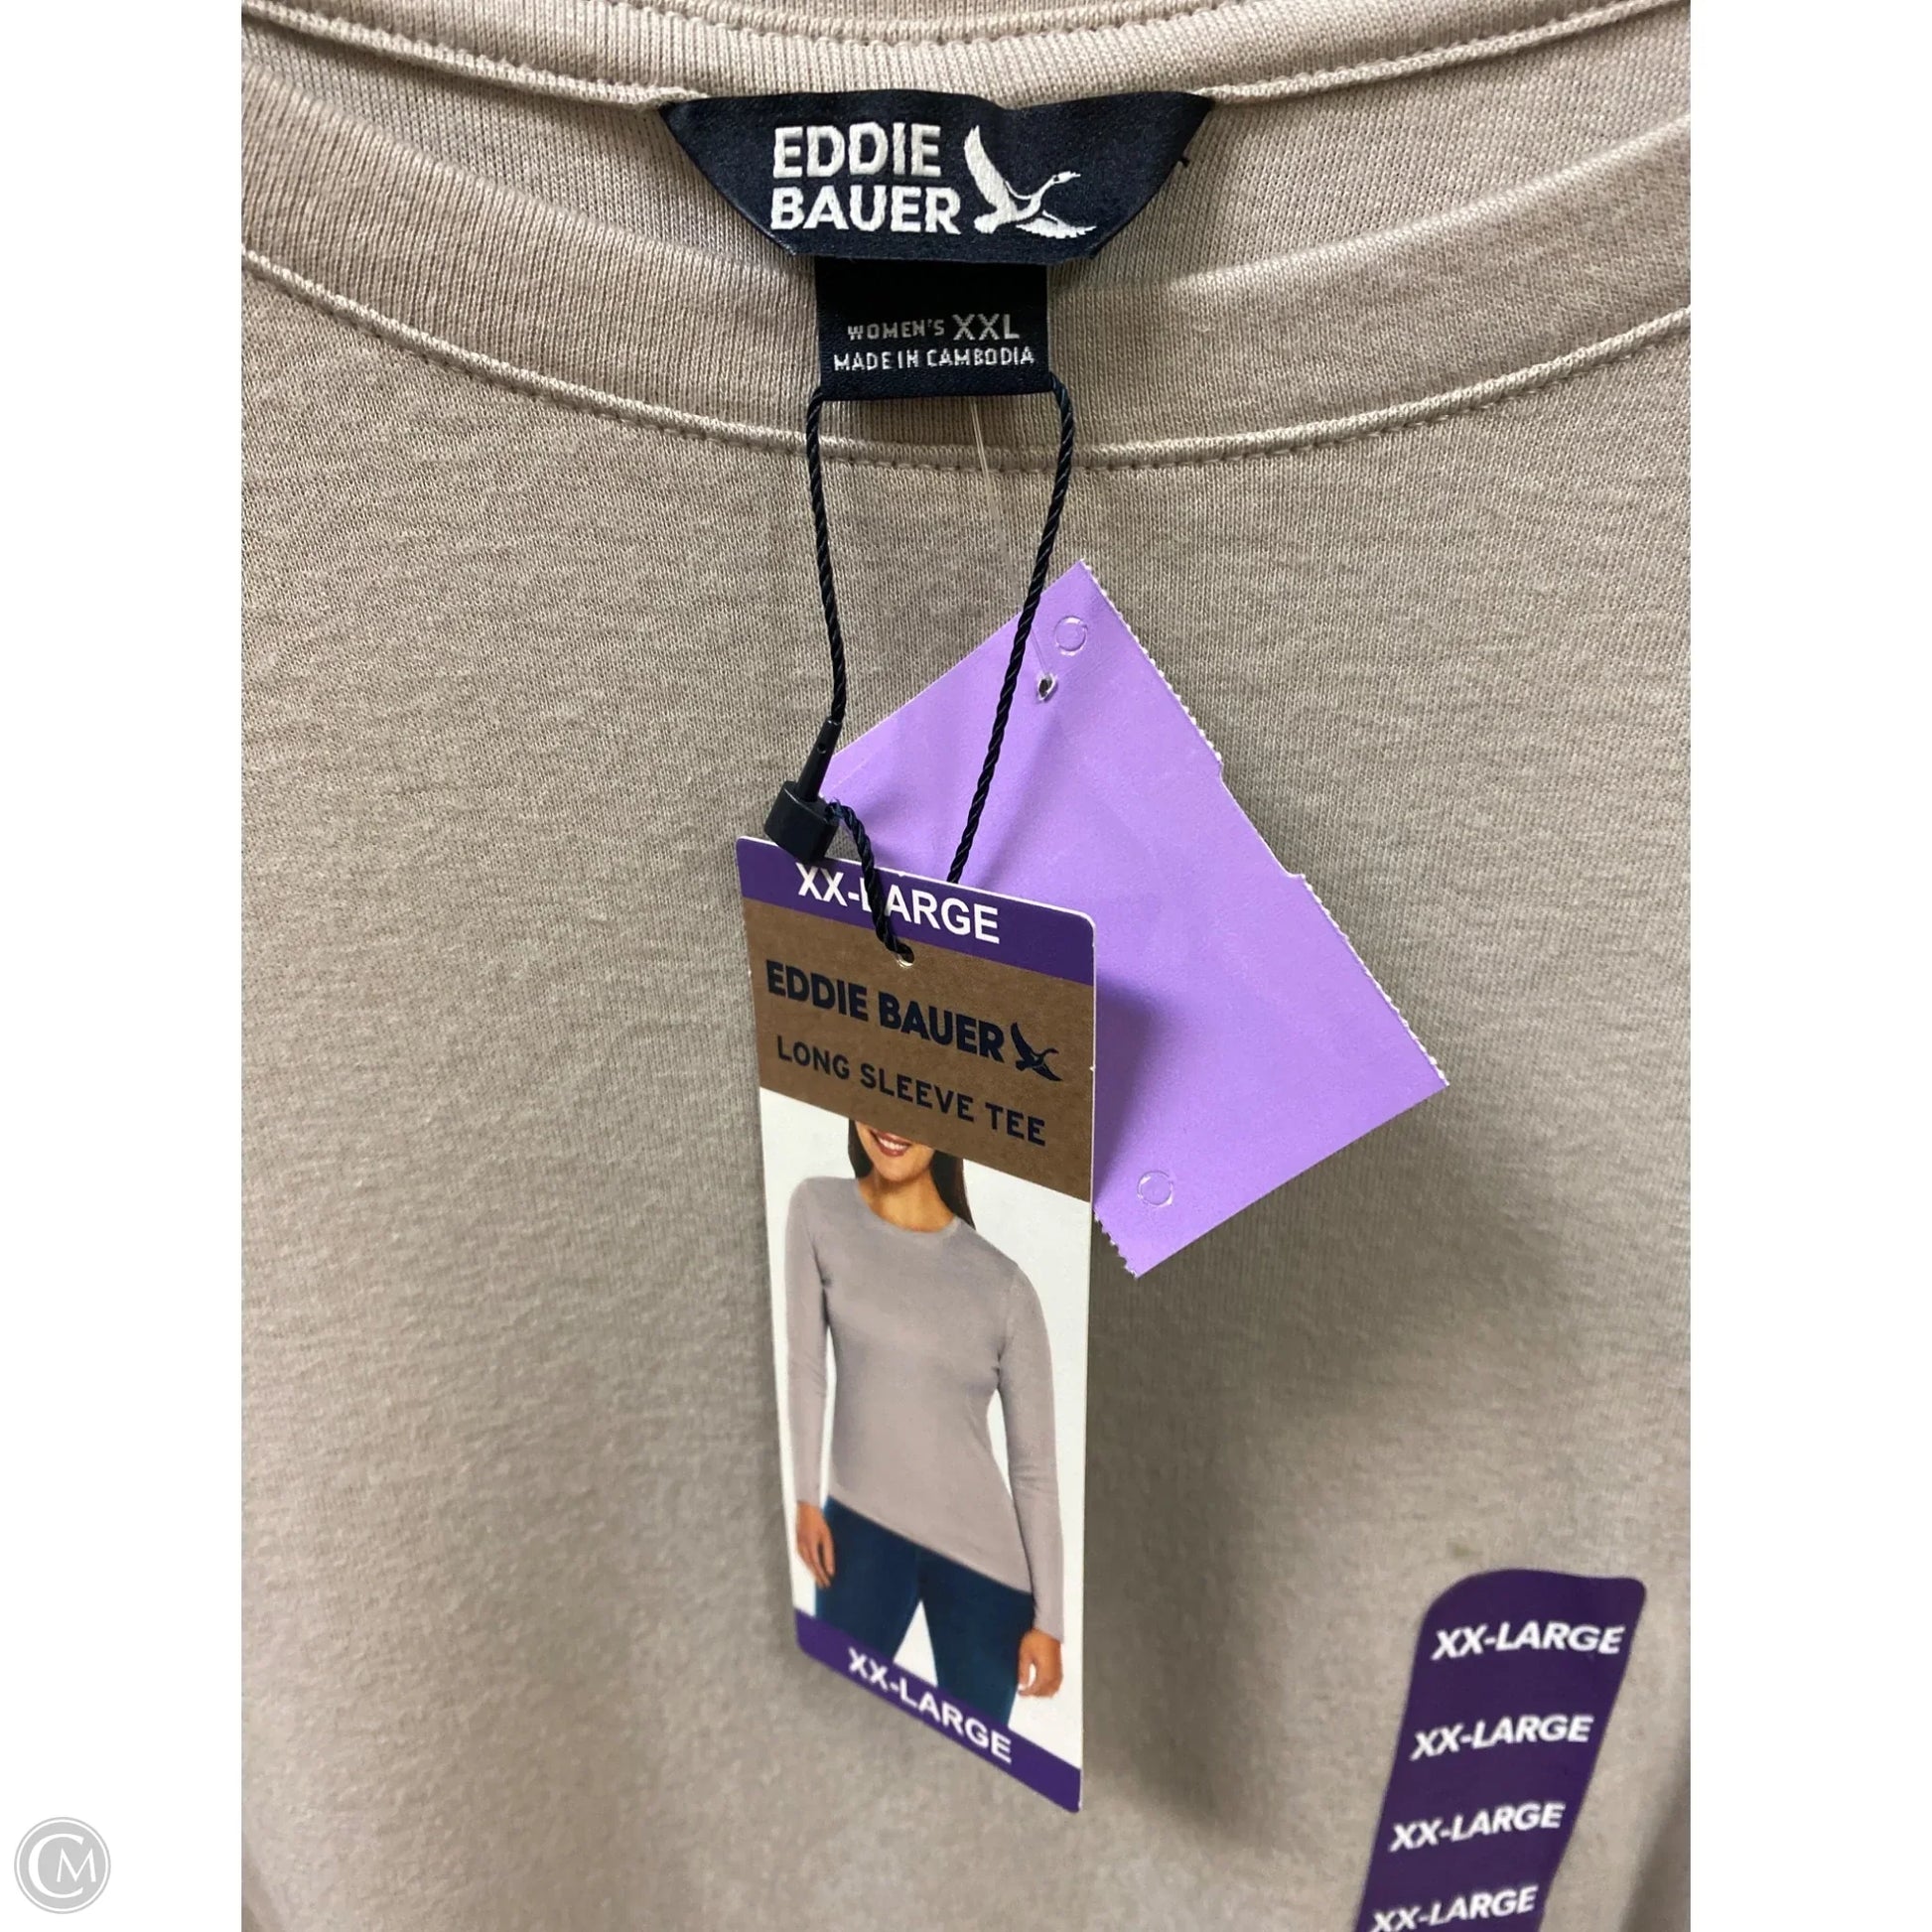 EDDIE
BAUER
WOMEN'S XXL
MADE IN CAMBODIA
XX-LARGE
EDDIE BAUER
LONG SLEEVE TEE
XX-LARGE
XX-LARGE
XX-LARGE
XX-LARGE
XX-LARGE
CM